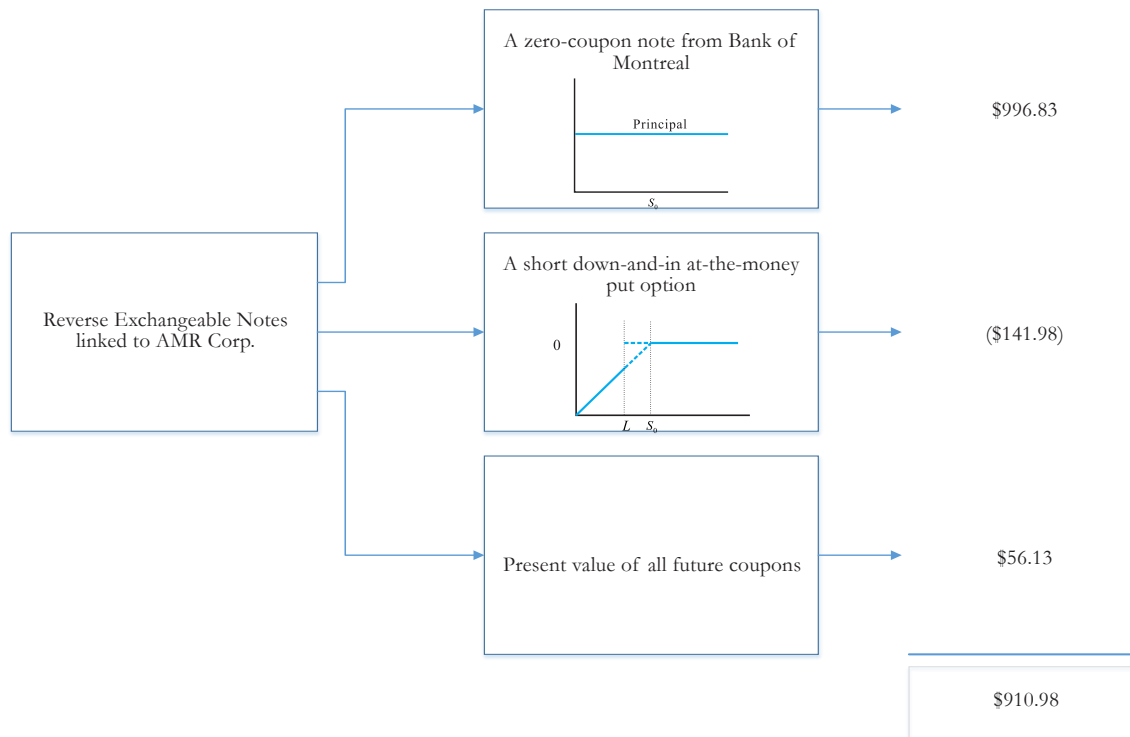 A zero-coupon note from Bank of
Montreal
Principal
S₀
$996.83
Reverse Exchangeable Notes
linked to AMR Corp.
A short down-and-in at-the-money
put option
0
L S₀
($141.98)
Present value of all future coupons
$56.13
$910.98